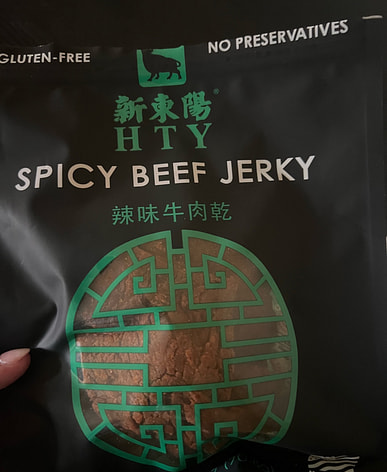 GLUTEN-FREE
NO PRESERVATIVES
新東陽®
HTY
SPICY BEEF JERKY
辣味牛肉乾